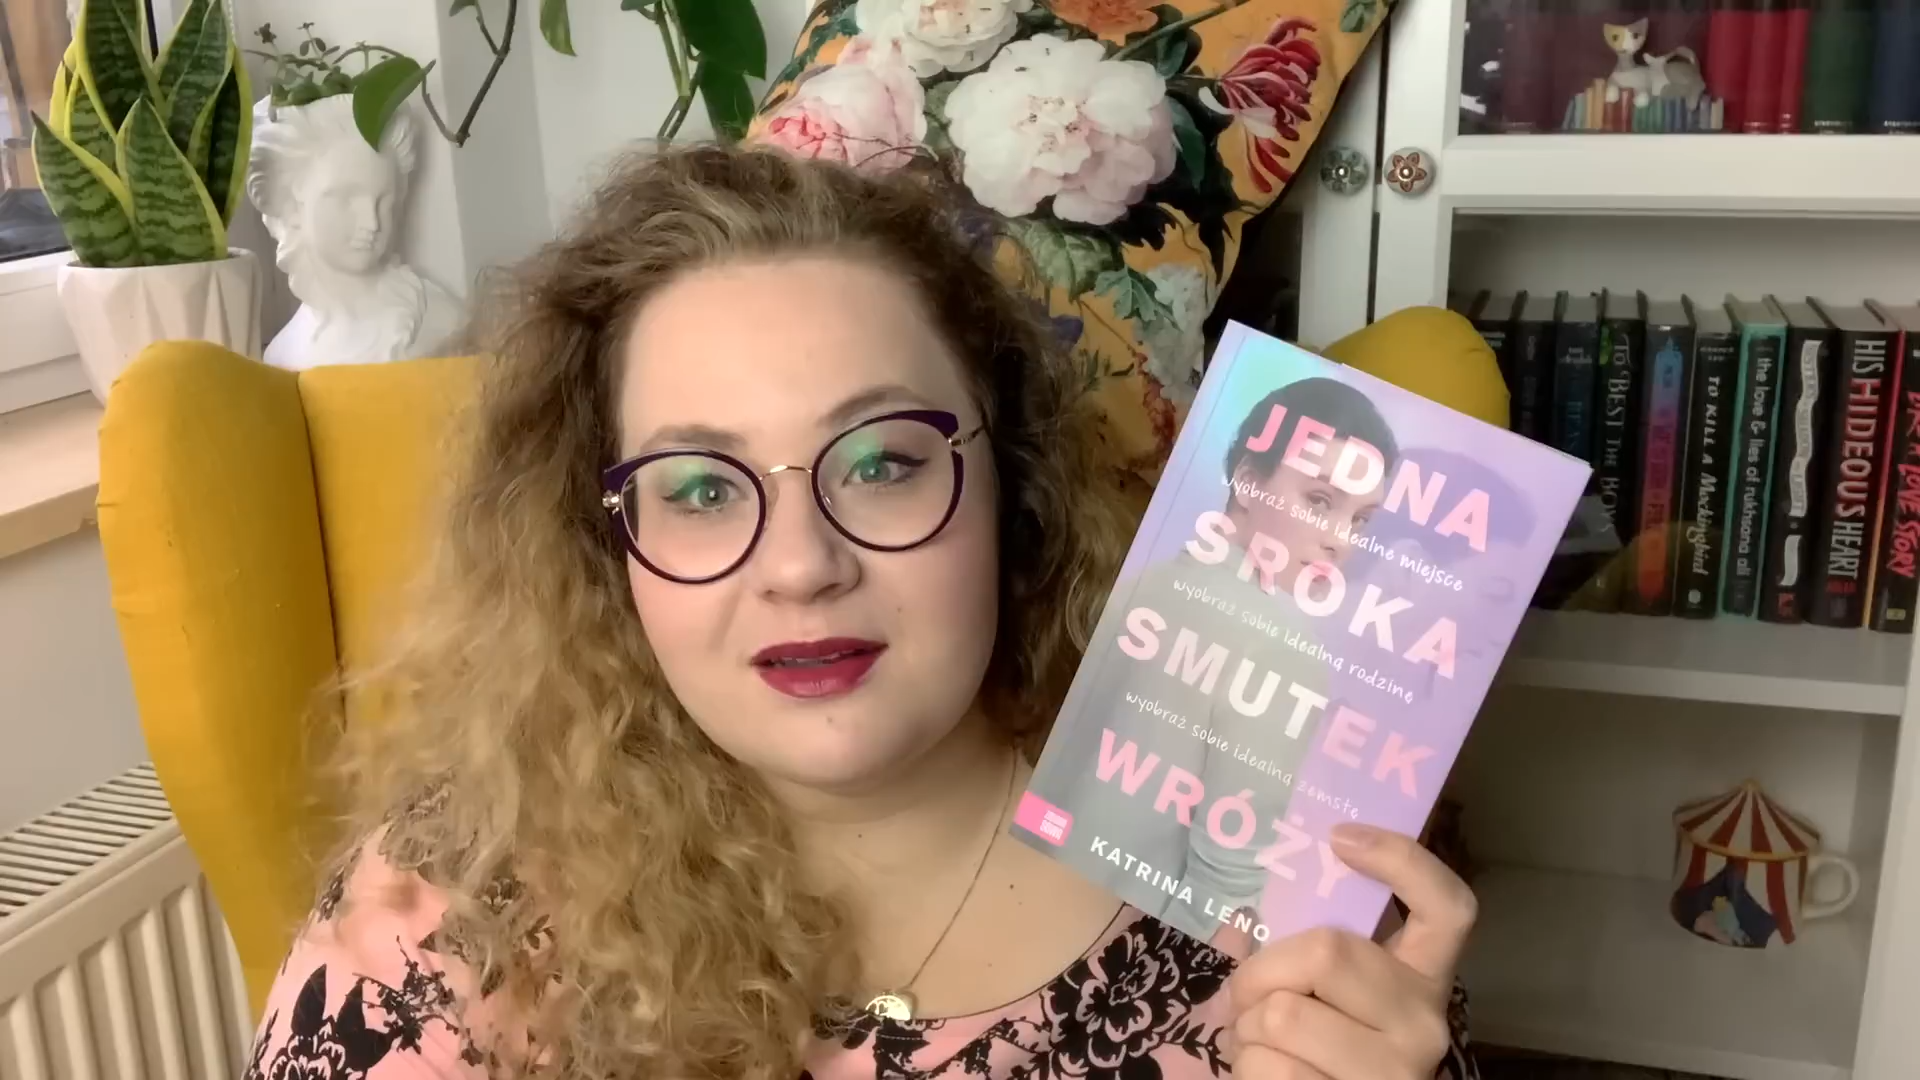 JEDNA
wyobraź sobie idealne miejsce
SROKA
wyobraź sobie idealną rodzinę
SMUTEK
wyobraź sobie idealną zemstę
WRÓŻY
KATRINA LENO
TO BEST THE BOYS
TO KILL A Mockingbird
the love & lies of rukhsana ali
HIS HIDEOUS HEART
LOVE STORY